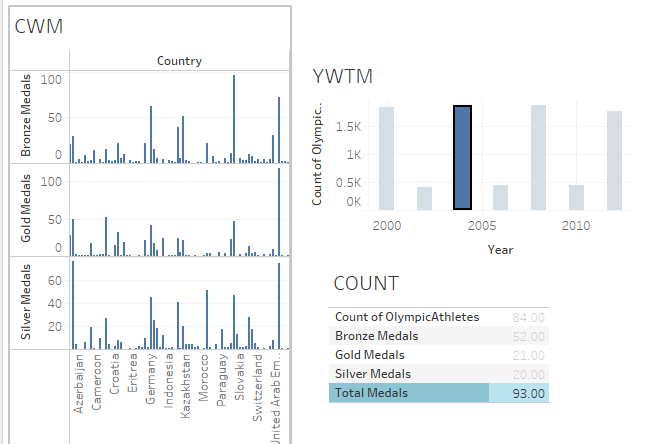 CWM
Country
Bronze Medals
100
50
0
Gold Medals
100
50
0
Silver Medals
60
40
20
Azerbaijan
Cameroon
Croatia
Eritrea
Germany
Indonesia
Kazakhstan
Morocco
Paraguay
Slovakia
Switzerland
United Arab Em..
YWTM
Count of Olympic..
1.5K
1K
0.5K
0K
2000
2005
2010
Year
COUNT
Count of OlympicAthletes 84.00
Bronze Medals 52.00
Gold Medals 21.00
Silver Medals 20.00
Total Medals 93.00